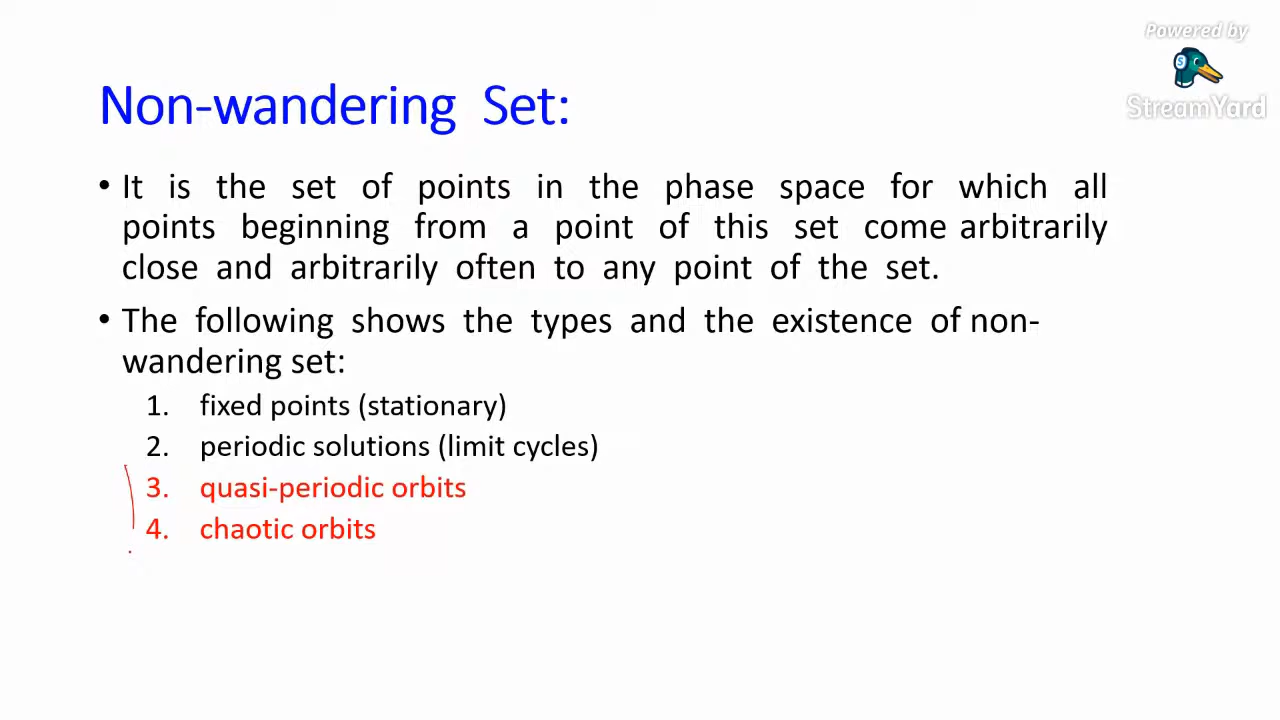 Powered by
StreamYard
Non-wandering Set:
• It is the set of points in the phase space for which all
points beginning from a point of this set come arbitrarily
close and arbitrarily often to any point of the set.
• The following shows the types and the existence of non-
wandering set:
1. fixed points (stationary)
2. periodic solutions (limit cycles)
3. quasi-periodic orbits
4. chaotic orbits